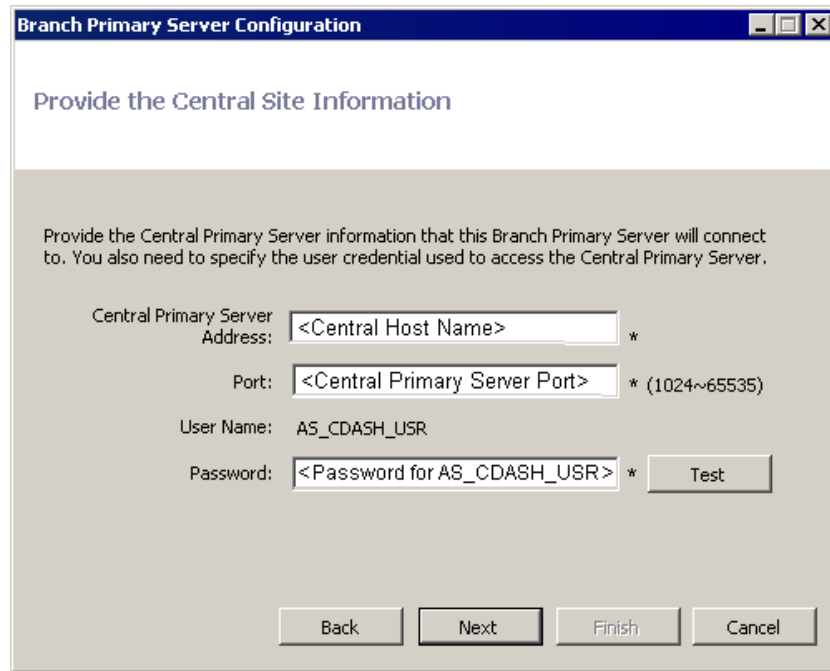 Branch Primary Server Configuration
Provide the Central Site Information
Provide the Central Primary Server information that this Branch Primary Server will connect
to. You also need to specify the user credential used to access the Central Primary Server.
Central Primary Server
Address: <Central Host Name> *
Port: <Central Primary Server Port> * (1024~65535)
User Name: AS_CDASH_USR
Password: <Password for AS_CDASH_USR> * Test
Back Next Finish Cancel